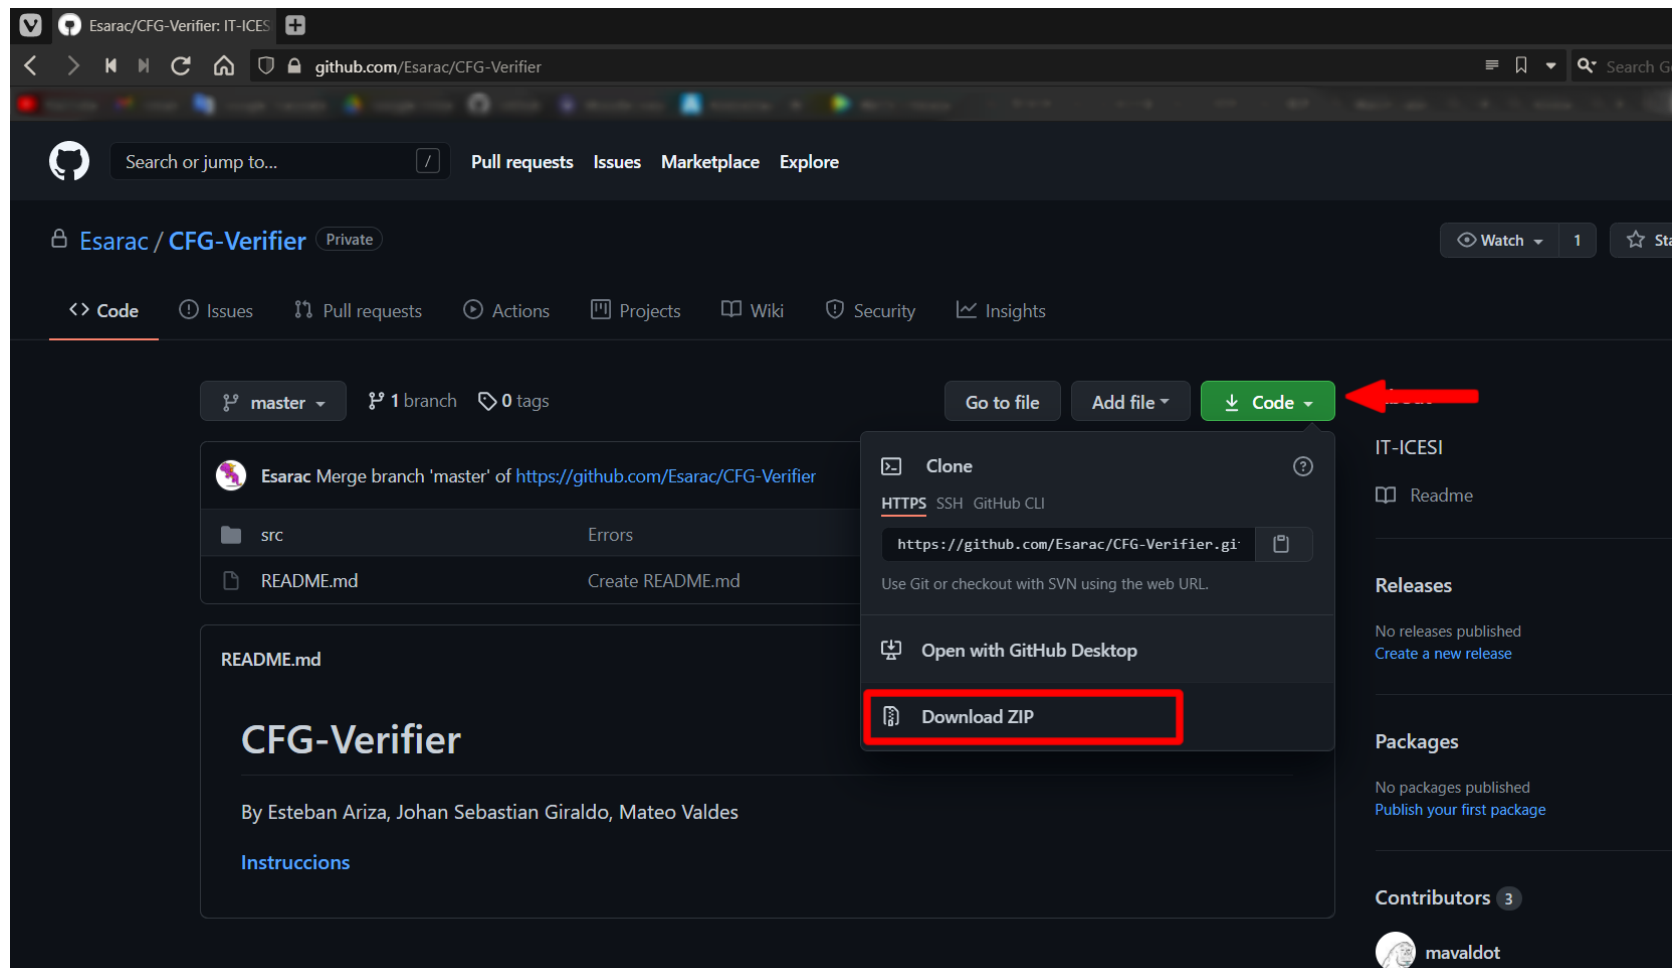 Esarac/CFG-Verifier: IT-ICES
github.com/Esarac/CFG-Verifier
Search G
Search or jump to...
/
Pull requests Issues Marketplace Explore
Esarac / CFG-Verifier Private
Watch 1
Sta
Code Issues Pull requests Actions Projects Wiki Security Insights
master 1 branch 0 tags
Go to file Add file Code
Esarac Merge branch 'master' of https://github.com/Esarac/CFG-Verifier
src Errors
README.md Create README.md
Clone
HTTPS SSH GitHub CLI
https://github.com/Esarac/CFG-Verifier.gi
Use Git or checkout with SVN using the web URL.
Open with GitHub Desktop
Download ZIP
README.md
CFG-Verifier
By Esteban Ariza, Johan Sebastian Giraldo, Mateo Valdes
Instruccions
IT-ICESI
Readme
Releases
No releases published
Create a new release
Packages
No packages published
Publish your first package
Contributors 3
mavaldot